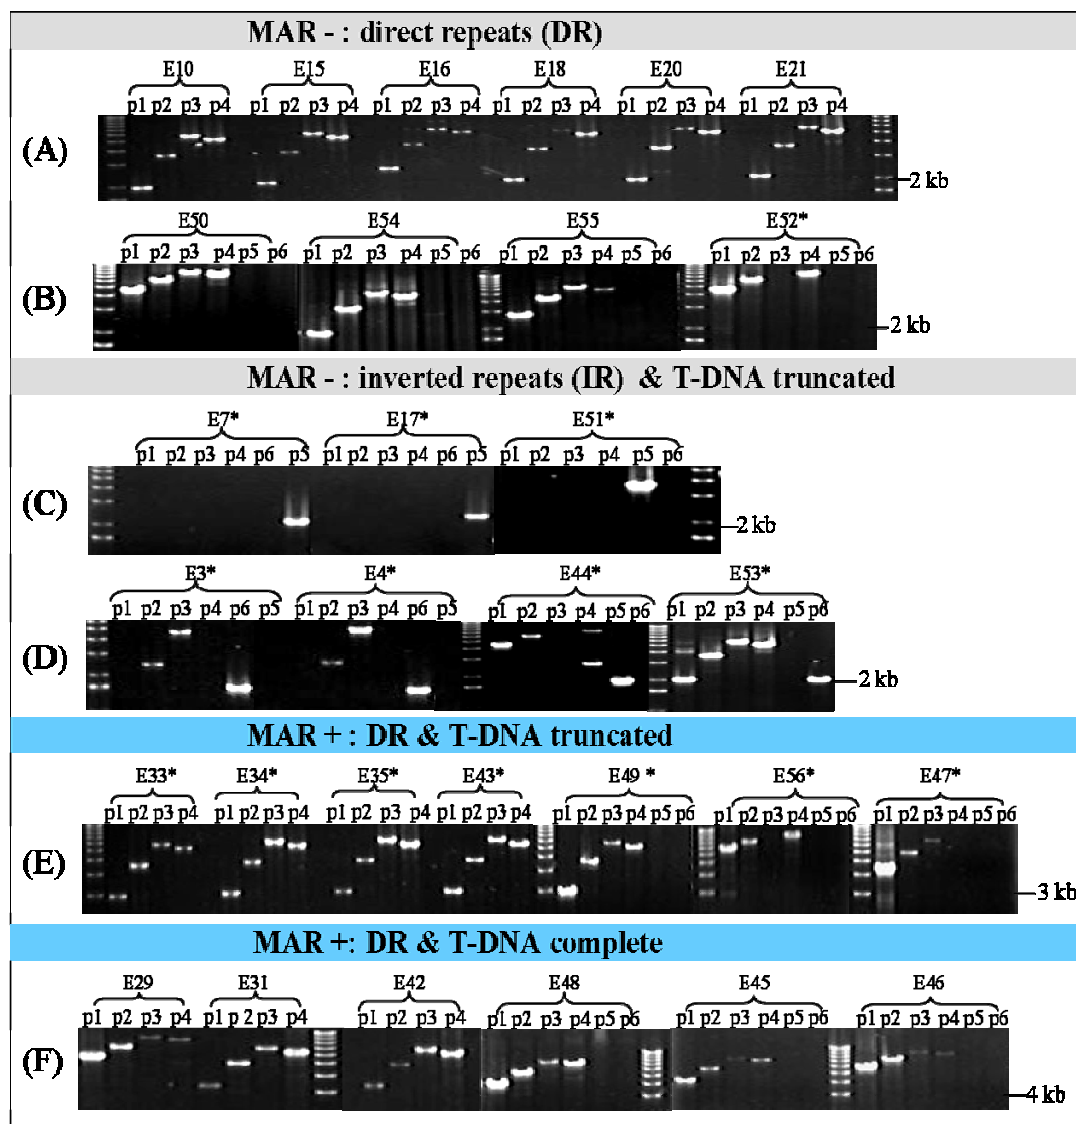 MAR - : direct repeats (DR)
E10 E15 E16 E18 E20 E21
p1 p2 p3 p4 p1 p2 p3 p4 p1 p2 p3 p4 p1 p2 p3 p4 p1 p2 p3 p4 p1 p2 p3 p4
(A)
2 kb
E50 E54 E55 E52*
p1 p2 p3 p4 p5 p6 p1 p2 p3 p4 p5 p6 p1 p2 p3 p4 p5 p6 p1 p2 p3 p4 p5 p6
(B)
2 kb
MAR - : inverted repeats (IR) & T-DNA truncated
E7* E17* E51*
p1 p2 p3 p4 p6 p5 p1 p2 p3 p4 p6 p5 p1 p2 p3 p4 p5 p6
(C)
2 kb
E3* E4* E44* E53*
p1 p2 p3 p4 p6 p5 p1 p2 p3 p4 p6 p5 p1 p2 p3 p4 p5 p6 p1 p2 p3 p4 p5 p6
(D)
2 kb
MAR + : DR & T-DNA truncated
E33* E34* E35* E43* E49 * E56* E47*
p1 p2 p3 p4 p1 p2 p3 p4 p1 p2 p3 p4 p1 p2 p3 p4 p1 p2 p3 p4 p5 p6 p1 p2 p3 p4 p5 p6 p1 p2 p3 p4 p5 p6
(E)
3 kb
MAR +: DR & T-DNA complete
E29 E31 E42 E48 E45 E46
p1 p2 p3 p4 p1 p 2 p3 p4 p1 p2 p3 p4 p1 p2 p3 p4 p5 p6 p1 p2 p3 p4 p5 p6 p1 p2 p3 p4 p5 p6
(F)
4 kb